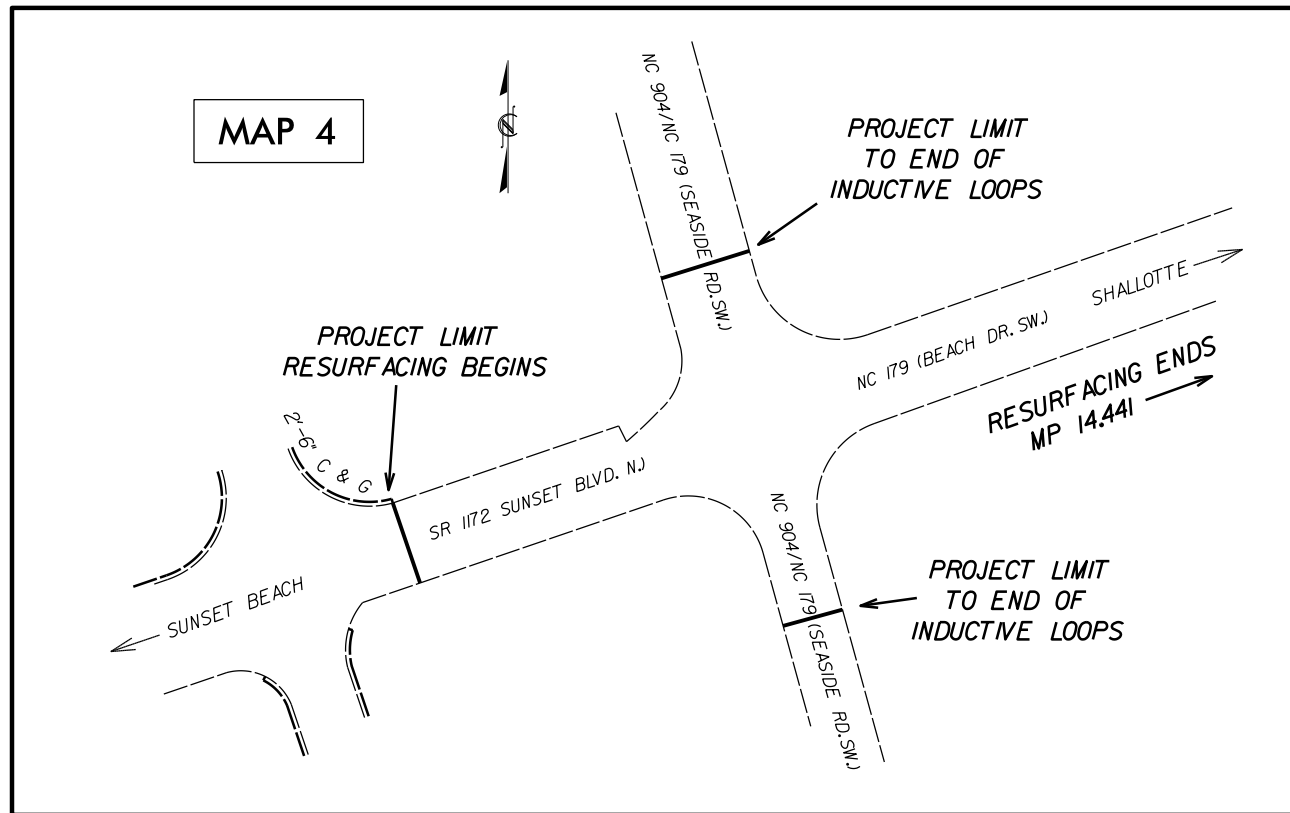 MAP 4
N
NC 904/NC 179 (SEASIDE RD.SW.)
PROJECT LIMIT
TO END OF
INDUCTIVE LOOPS
SHALLOTTE
NC 179 (BEACH DR. SW.)
RESURFACING ENDS
MP 14.441
PROJECT LIMIT
RESURFACING BEGINS
2'-6" C & G
SR 1172 SUNSET BLVD. N.)
SUNSET BEACH
NC 904/NC 179 (SEASIDE RD.SW.)
PROJECT LIMIT
TO END OF
INDUCTIVE LOOPS